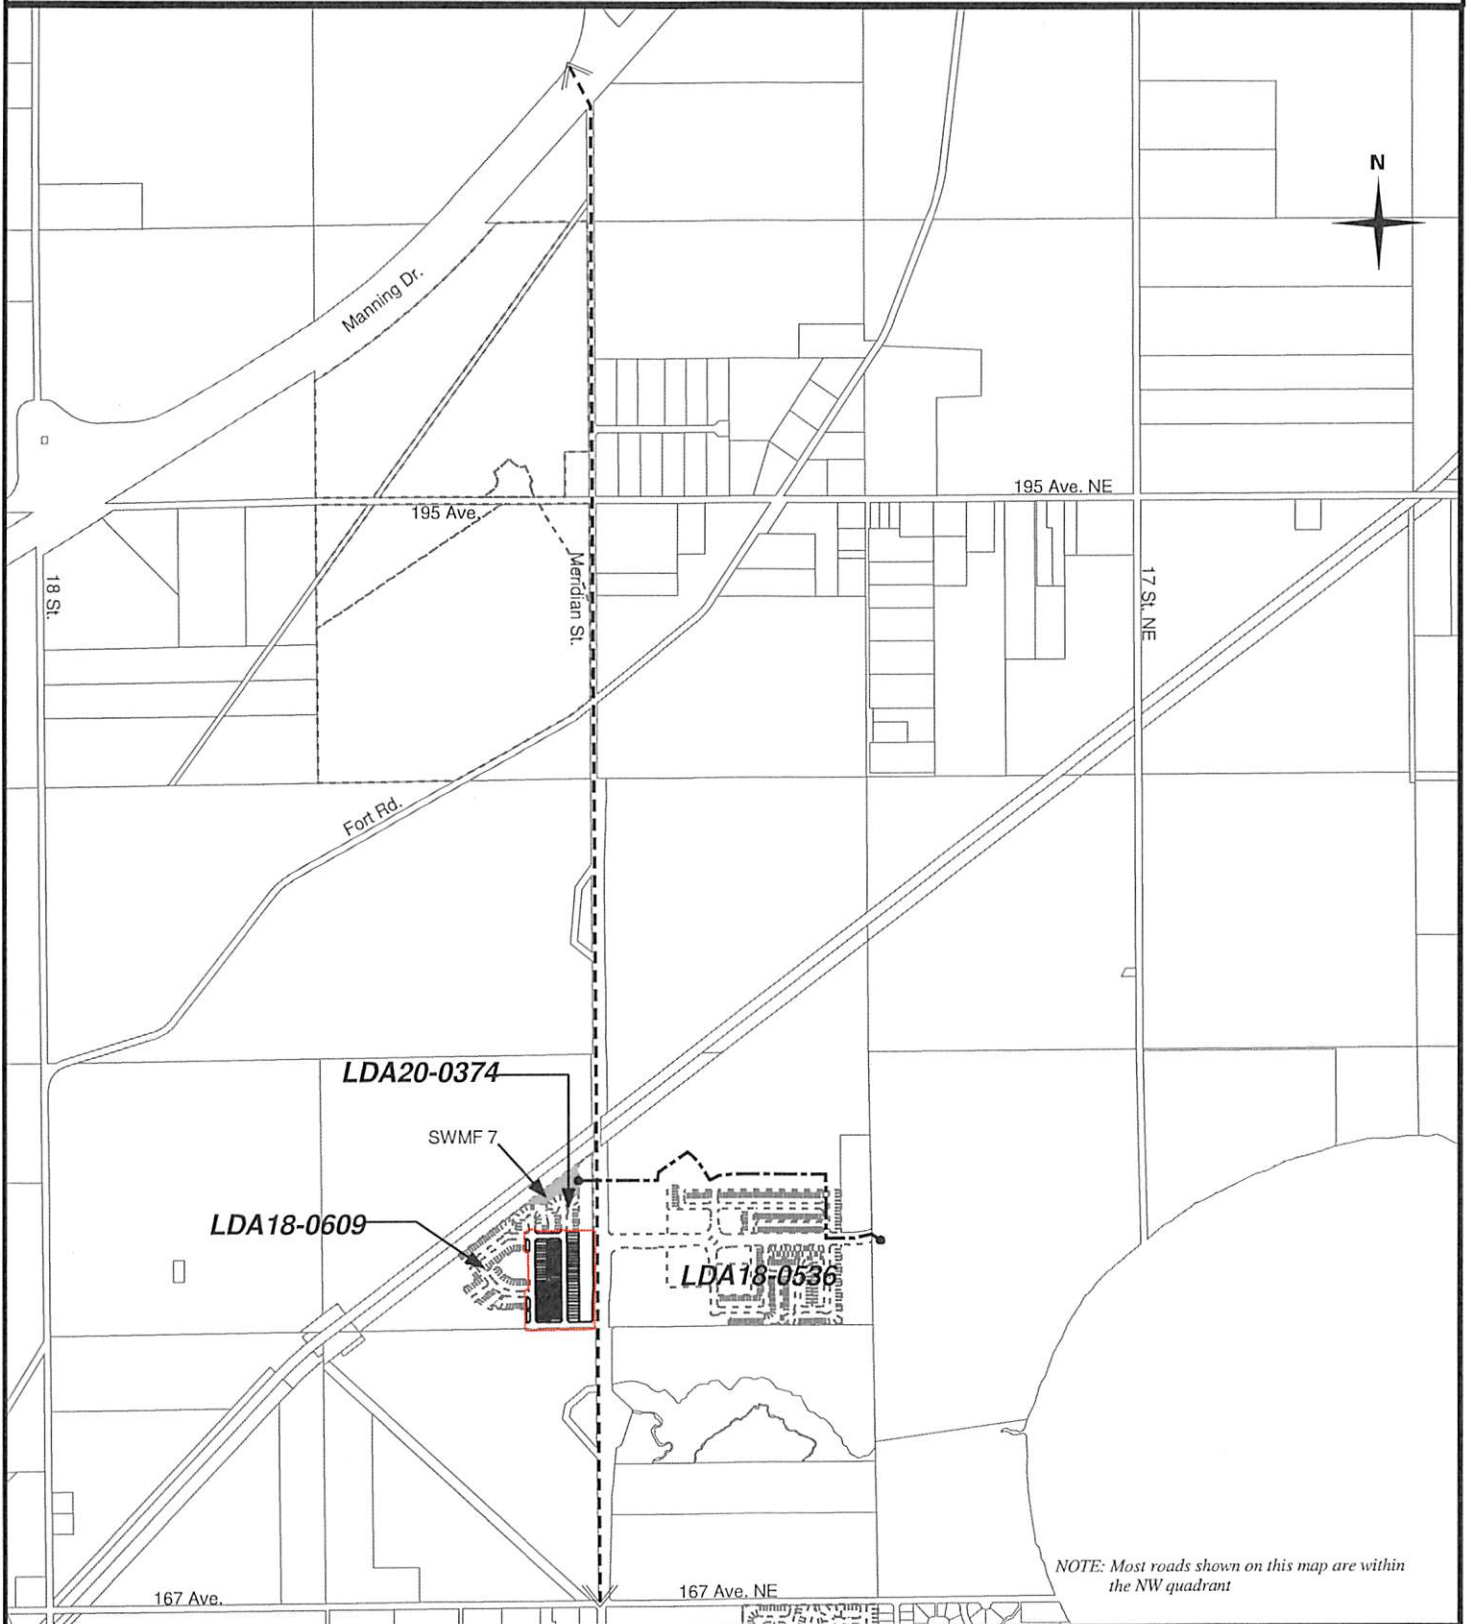 N
Manning Dr.
195 Ave. NE
195 Ave.
Meridian St.
18 St.
17 St. NE
Fort Rd.
LDA20-0374
SWMF 7
LDA18-0609
LDA18-0536
NOTE: Most roads shown on this map are within
the NW quadrant
167 Ave.
167 Ave. NE